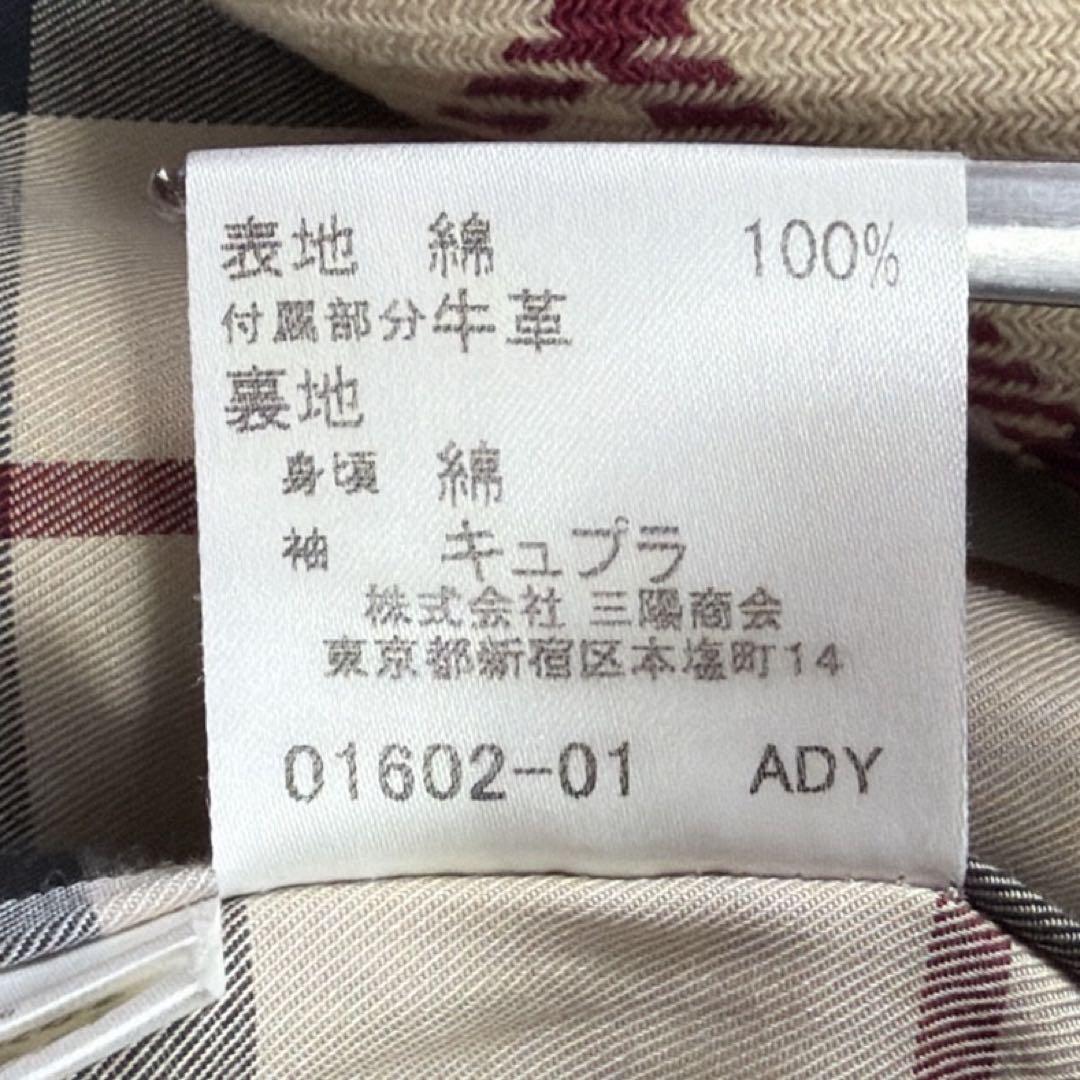 表地 綿 100%
付属部分牛革
裏地
身頃 綿
袖 キュプラ
株式会社 三陽商会
東京都新宿区本塩町14
01602-01 ADY